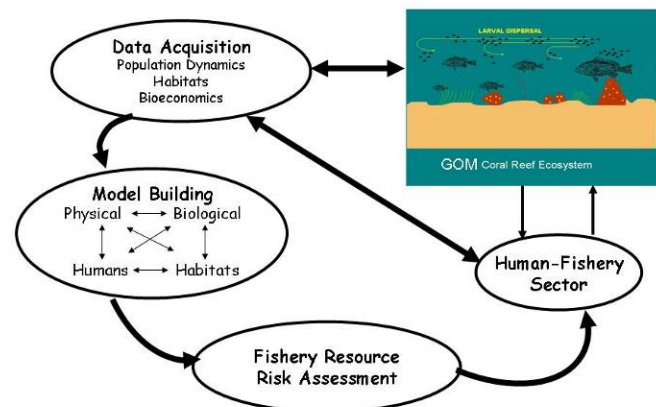 Data Acquisition
Population Dynamics
Habitats
Bioeconomics
LARVAL DISPERSAL
GOM Coral Reef Ecosystem
Model Building
Physical Biological
Humans Habitats
Human-Fishery
Sector
Fishery Resource
Risk Assessment